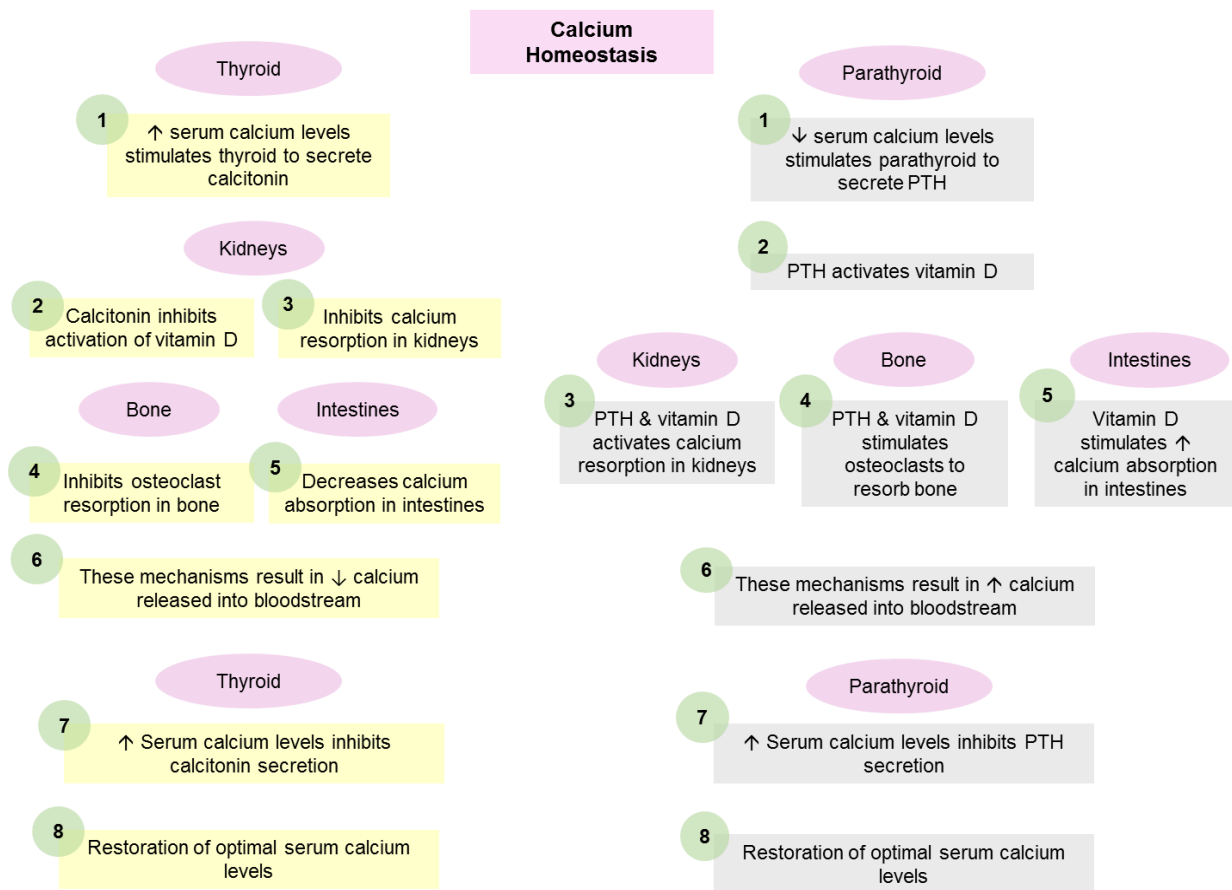 Calcium
Homeostasis
Thyroid
1
↑ serum calcium levels
stimulates thyroid to secrete
calcitonin
Kidneys
2
Calcitonin inhibits
activation of vitamin D
3
Inhibits calcium
resorption in kidneys
Bone
4
Inhibits osteoclast
resorption in bone
Intestines
5
Decreases calcium
absorption in intestines
6
These mechanisms result in ↓ calcium
released into bloodstream
Thyroid
7
↑ Serum calcium levels inhibits
calcitonin secretion
8
Restoration of optimal serum calcium
levels
Parathyroid
1
↓ serum calcium levels
stimulates parathyroid to
secrete PTH
2
PTH activates vitamin D
Kidneys
3
PTH & vitamin D
activates calcium
resorption in kidneys
Bone
4
PTH & vitamin D
stimulates
osteoclasts to
resorb bone
Intestines
5
Vitamin D
stimulates ↑
calcium absorption
in intestines
6
These mechanisms result in ↑ calcium
released into bloodstream
Parathyroid
7
↑ Serum calcium levels inhibits PTH
secretion
8
Restoration of optimal serum calcium
levels